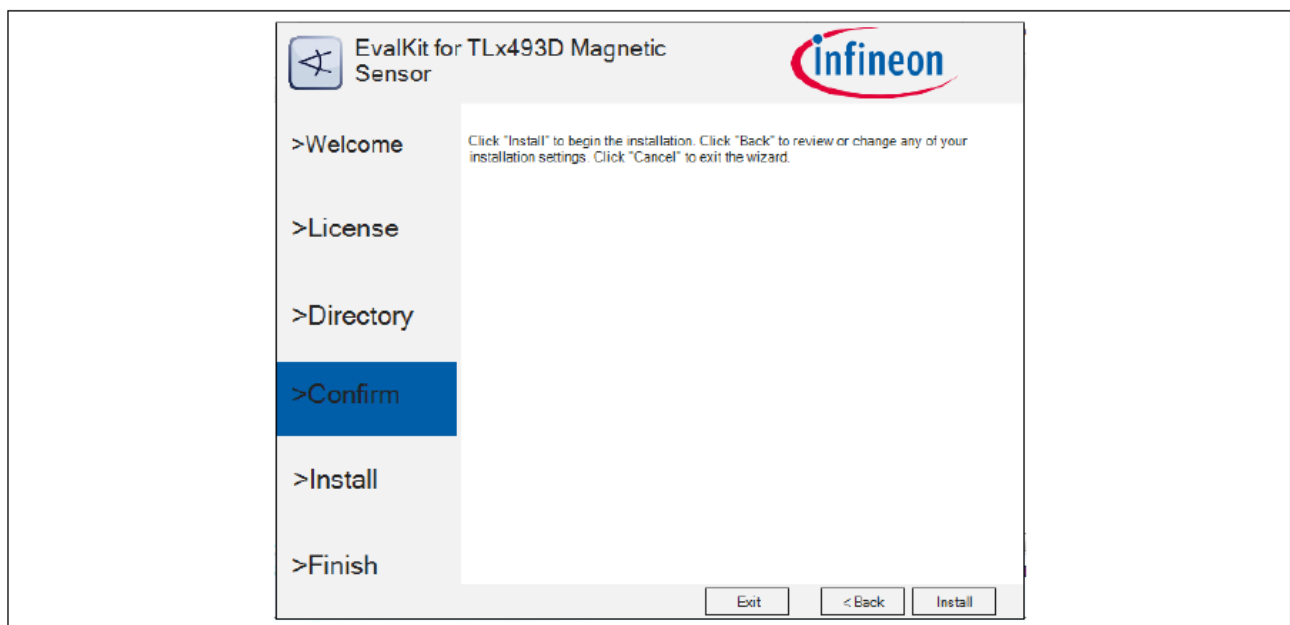 EvalKit for TLx493D Magnetic
Sensor
infineon
>Welcome
Click "Install" to begin the installation. Click "Back" to review or change any of your
installation settings. Click "Cancel" to exit the wizard.
>License
>Directory
>Confirm
>Install
>Finish
Exit
< Back
Install